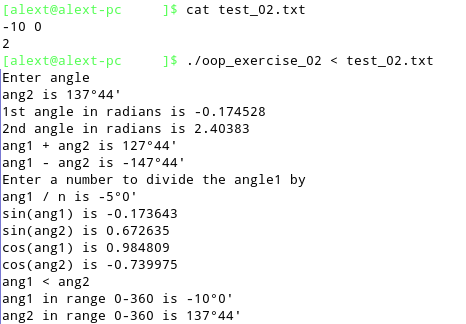 [alext@alext-pc     ]$ cat test_02.txt
-10 0
2
[alext@alext-pc     ]$ ./oop_exercise_02 < test_02.txt
Enter angle
ang2 is 137°44'
1st angle in radians is -0.174528
2nd angle in radians is 2.40383
ang1 + ang2 is 127°44'
ang1 - ang2 is -147°44'
Enter a number to divide the angle1 by
ang1 / n is -5°0'
sin(ang1) is -0.173643
sin(ang2) is 0.672635
cos(ang1) is 0.984809
cos(ang2) is -0.739975
ang1 < ang2
ang1 in range 0-360 is -10°0'
ang2 in range 0-360 is 137°44'